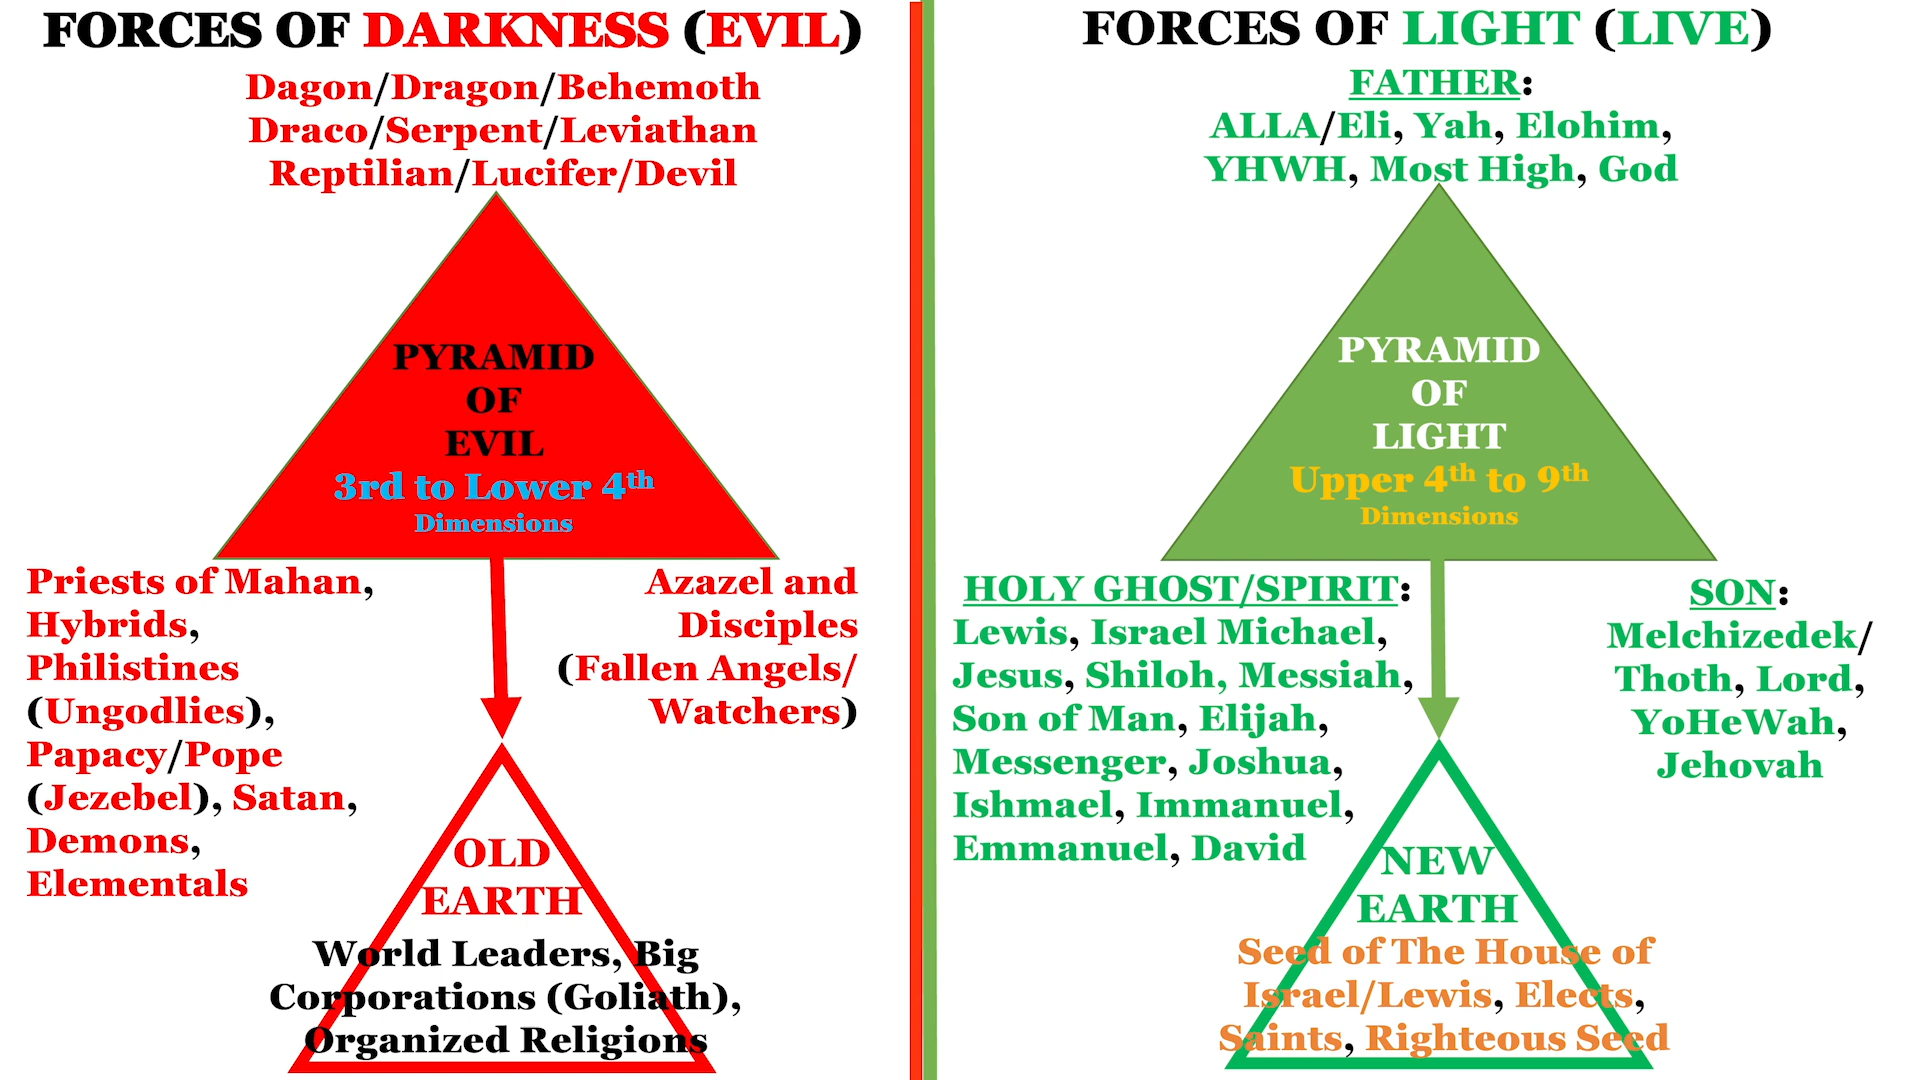 FORCES OF DARKNESS (EVIL)
Dagon/Dragon/Behemoth
Draco/Serpent/Leviathan
Reptilian/Lucifer/Devil
PYRAMID
OF
EVIL
3rd to Lower 4th
Dimensions
Priests of Mahan,
Hybrids,
Philistines
(Ungodlies),
Papacy/Pope
(Jezebel), Satan,
Demons,
Elementals
Azazel and
Disciples
(Fallen Angels/
Watchers)
OLD
EARTH
World Leaders, Big
Corporations (Goliath),
Organized Religions
FORCES OF LIGHT (LIVE)
FATHER:
ALLA/Eli, Yah, Elohim,
YHWH, Most High, God
PYRAMID
OF
LIGHT
Upper 4th to 9th
Dimensions
HOLY GHOST/SPIRIT:
Lewis, Israel Michael,
Jesus, Shiloh, Messiah,
Son of Man, Elijah,
Messenger, Joshua,
Ishmael, Immanuel,
Emmanuel, David
SON:
Melchizedek/
Thoth, Lord,
YoHeWah,
Jehovah
NEW
EARTH
Seed of The House of
Israel/Lewis, Elects,
Saints, Righteous Seed